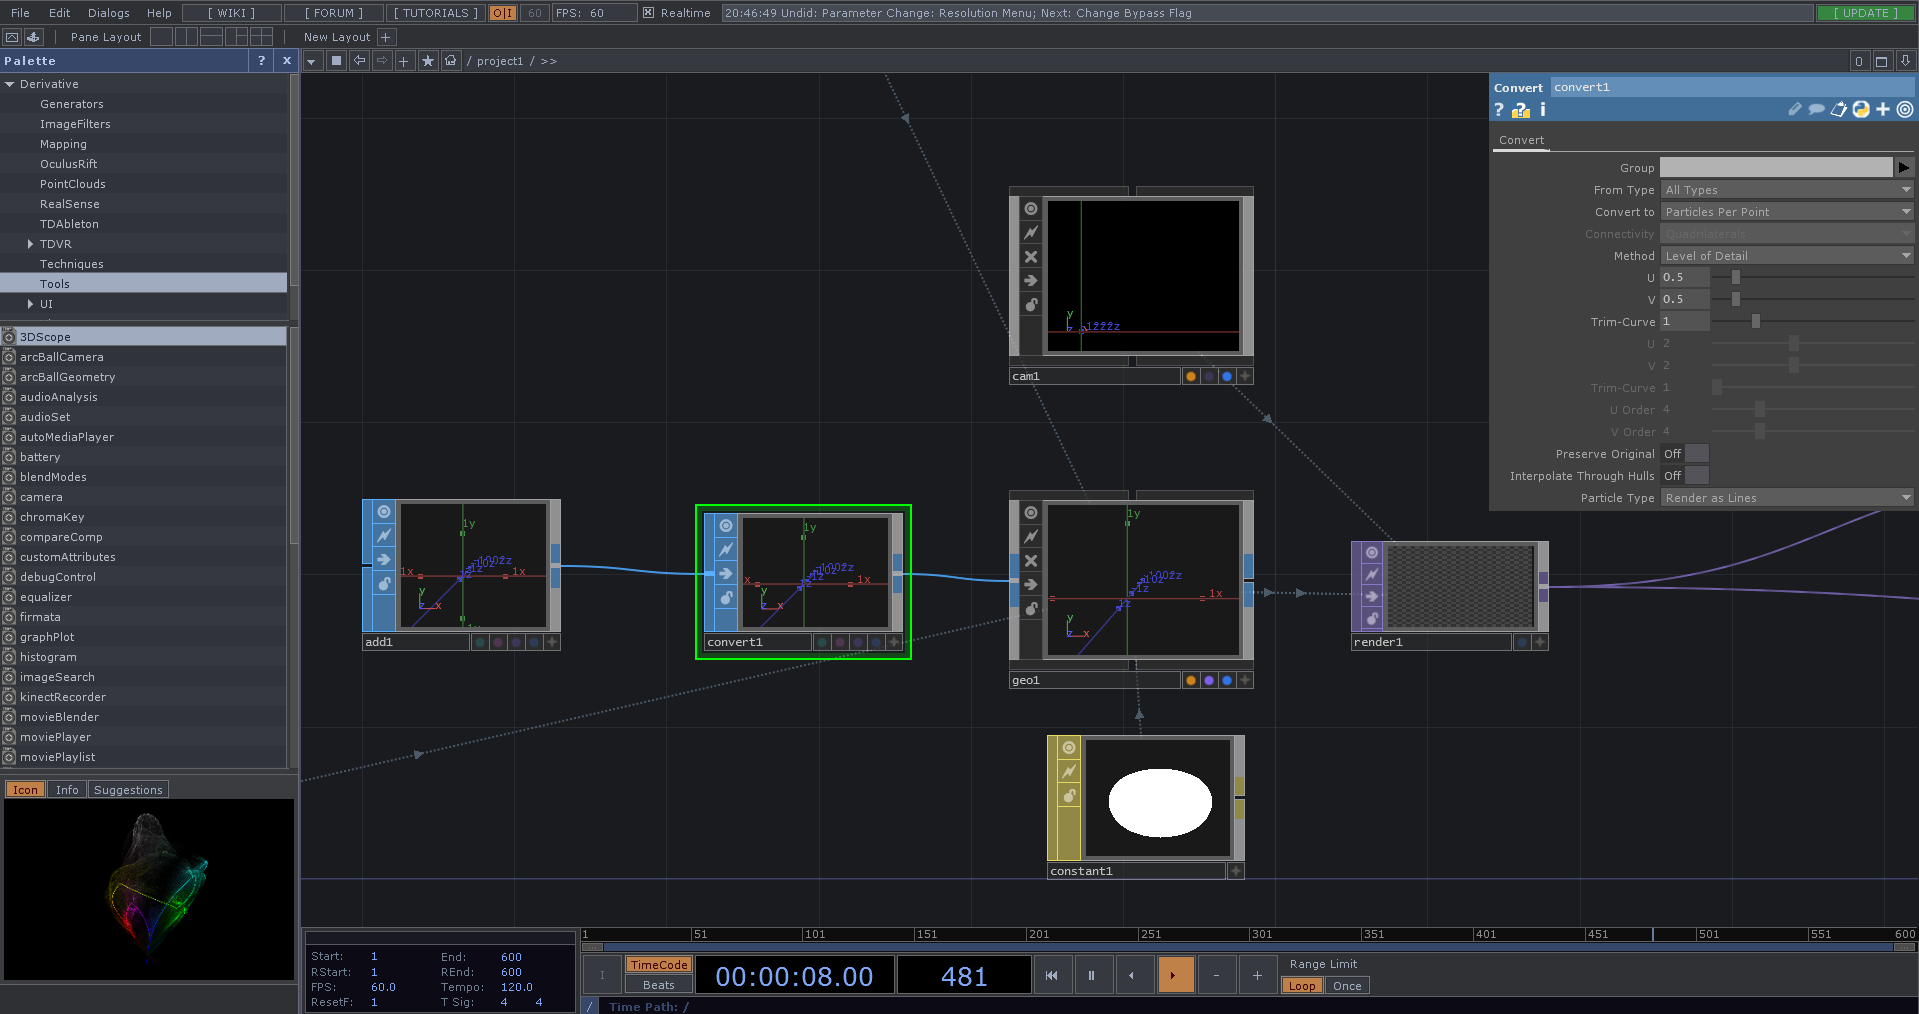 File Edit Dialogs Help [ WIKI ] [ FORUM ] [ TUTORIALS ] O|I 60 FPS: 60 Realtime 20:46:49 Undid: Parameter Change: Resolution Menu; Next: Change Bypass Flag [ UPDATE ]
Pane Layout New Layout +
Palette ? x
/ project1 / >> 0
Derivative
Generators
ImageFilters
Mapping
OculusRift
PointClouds
RealSense
TDAbleton
TDVR
Techniques
Tools
UI
3DScope
arcBallCamera
arcBallGeometry
audioAnalysis
audioSet
autoMediaPlayer
battery
blendModes
camera
chromaKey
compareComp
customAttributes
debugControl
equalizer
firmata
graphPlot
histogram
imageSearch
kinectRecorder
movieBlender
moviePlayer
moviePlaylist
Icon Info Suggestions
Convert convert1
? ? i
Convert
Group
From Type All Types
Convert to Particles Per Point
Connectivity Quadrilaterals
Method Level of Detail
U 0.5
V 0.5
Trim-Curve 1
U 2
V 2
Trim-Curve 1
U Order 4
V Order 4
Preserve Original Off
Interpolate Through Hulls Off
Particle Type Render as Lines
cam1
add1
convert1
geo1
render1
constant1
1 51 101 151 201 251 301 351 401 451 501 551 600
Start: 1 End: 600
RStart: 1 REnd: 600
FPS: 60.0 Tempo: 120.0
ResetF: 1 T Sig: 4 4
TimeCode
Beats
00:00:08.00 481
Range Limit
Loop Once
/ Time Path: /